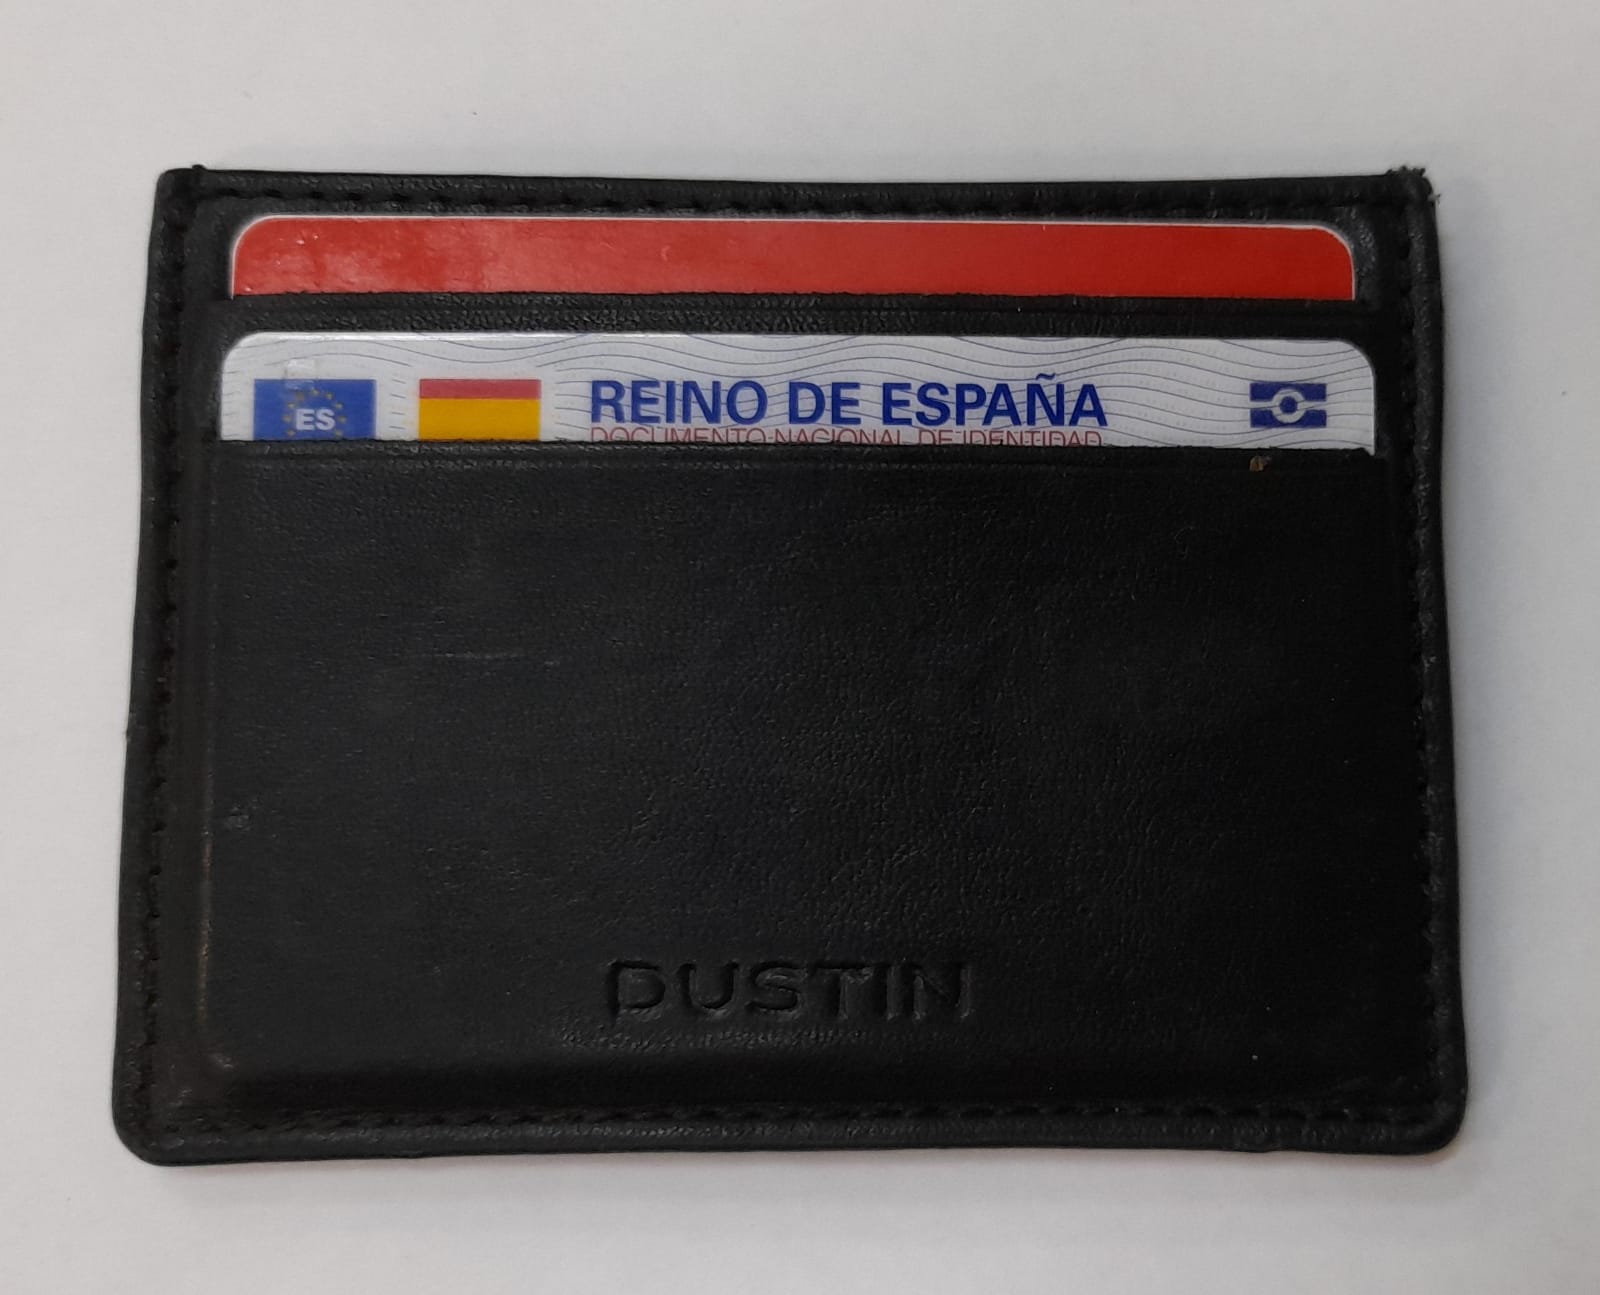 ES
REINO DE ESPAÑA
DOCUMENTO NACIONAL DE IDENTIDAD
DUSTIN